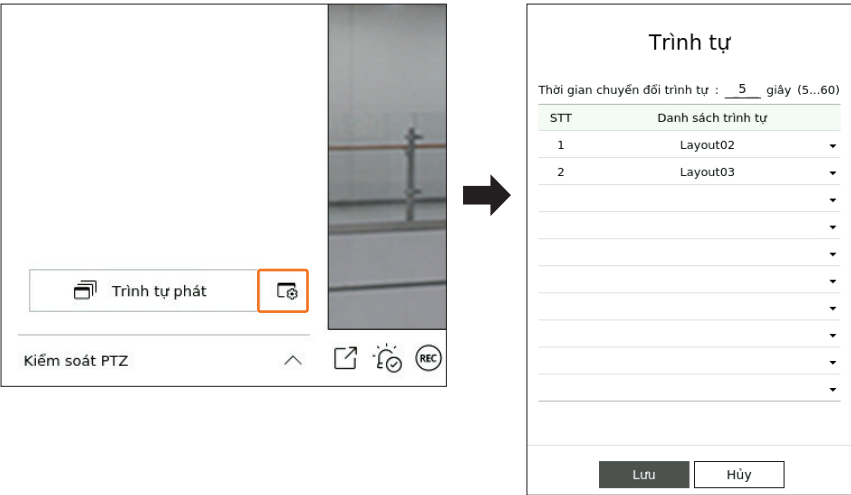 Trình tự phát
Kiểm soát PTZ
REC
Trình tự
Thời gian chuyển đổi trình tự : 5 giây (5...60)
STT Danh sách trình tự
1 Layout02
2 Layout03
Lưu Hủy